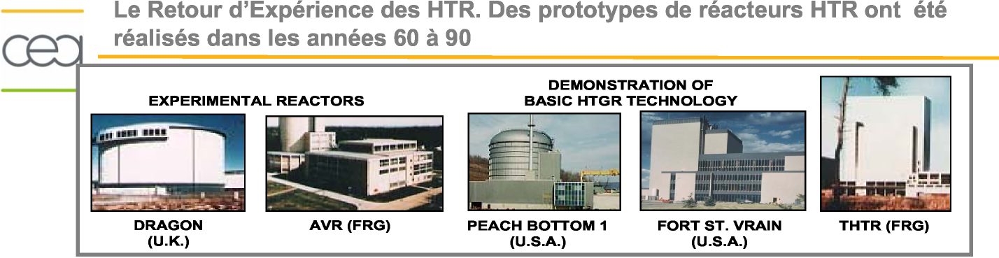 Le Retour d’Expérience des HTR. Des prototypes de réacteurs HTR ont été
réalisés dans les années 60 à 90
cea
EXPERIMENTAL REACTORS
DEMONSTRATION OF
BASIC HTGR TECHNOLOGY
DRAGON
(U.K.)
AVR (FRG)
PEACH BOTTOM 1
(U.S.A.)
FORT ST. VRAIN
(U.S.A.)
THTR (FRG)